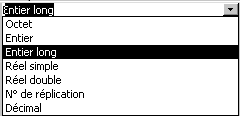 Entier long
Octet
Entier
Entier long
Réel simple
Réel double
N° de réplication
Décimal